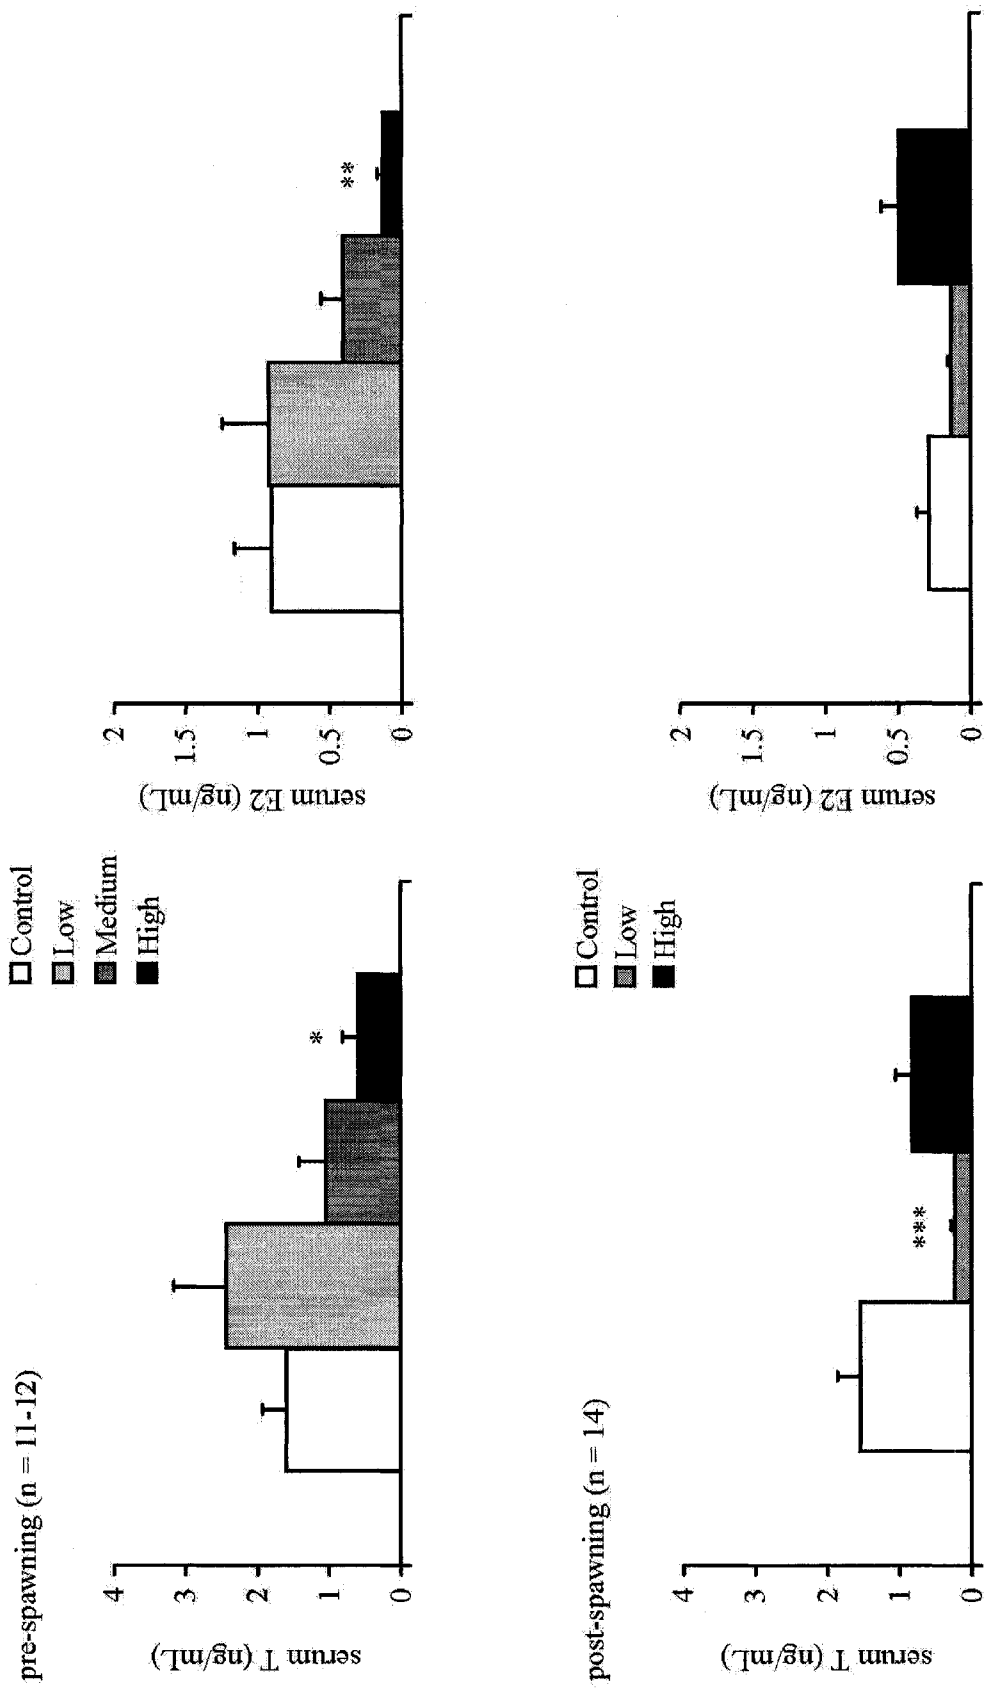 pre-spawning (n = 11-12)
Control
Low
Medium
High
serum T (ng/mL)
4
3
2
1
0
*
serum E2 (ng/mL)
2
1.5
1
0.5
0
**
post-spawning (n = 14)
Control
Low
High
serum T (ng/mL)
4
3
2
1
0
***
serum E2 (ng/mL)
2
1.5
1
0.5
0